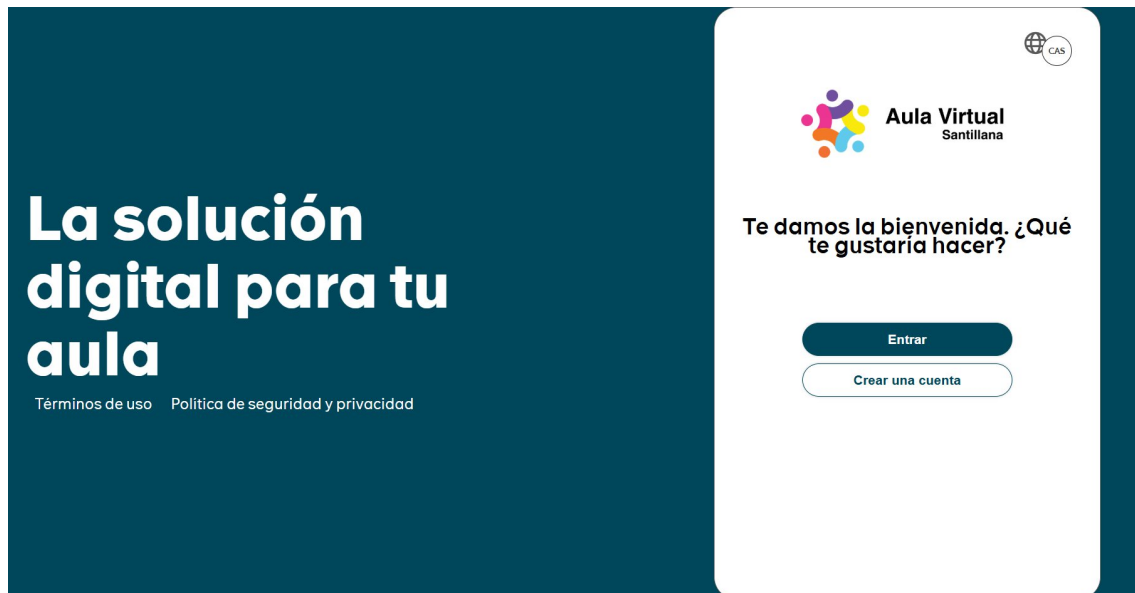 La solución
digital para tu
aula
Términos de uso Politica de seguridad y privacidad
CAS
Aula Virtual
Santillana
Te damos la bienvenida. ¿Qué
te gustaría hacer?
Entrar
Crear una cuenta